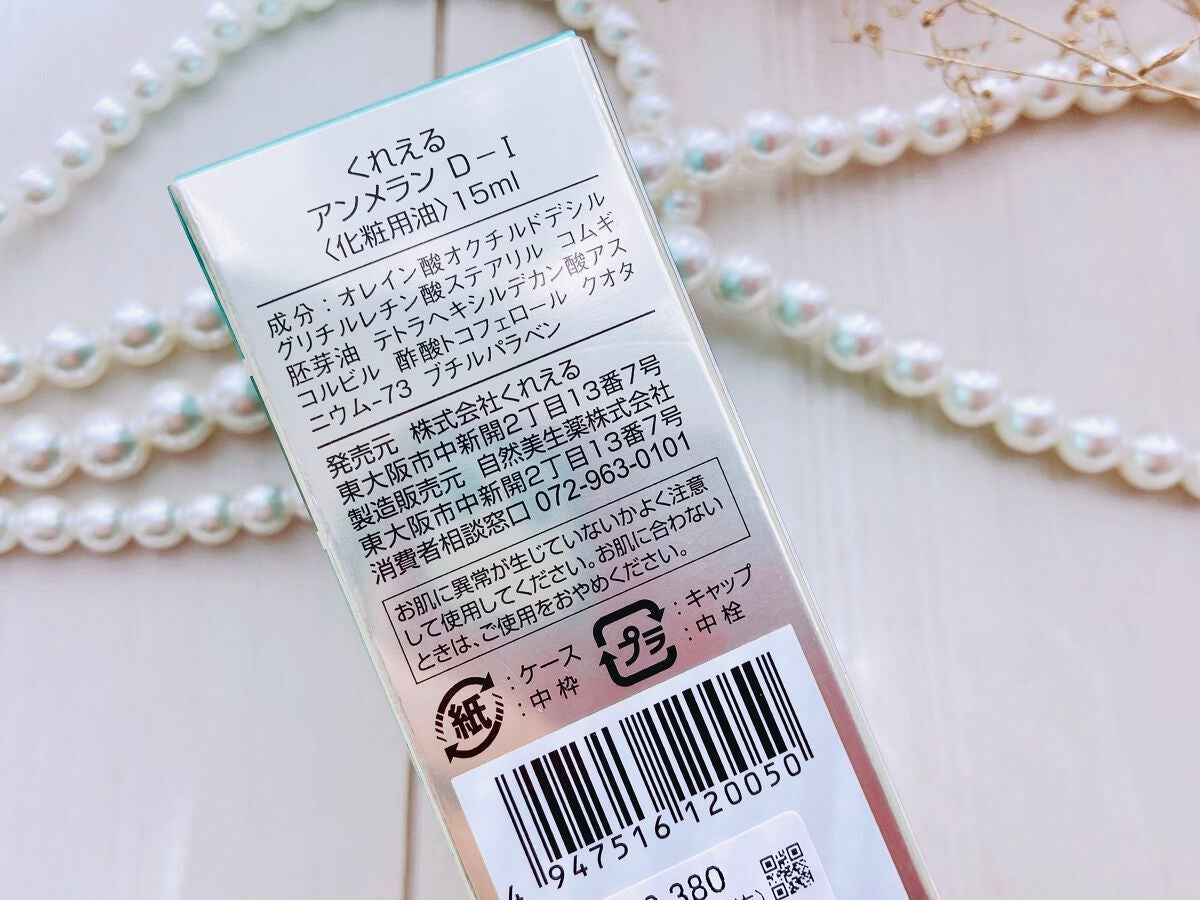 くれえる
アンメラン D-I
〈化粧用油〉15ml
成分：オレイン酸オクチルドデシル
グリチルレチン酸ステアリル コムギ
胚芽油 テトラヘキシルデカン酸アス
コルビル 酢酸トコフェロール クオタ
ニウム-73 ブチルパラベン
発売元 株式会社くれえる
東大阪市中新開2丁目13番7号
製造販売元 自然美生薬株式会社
東大阪市中新開2丁目13番7号
消費者相談窓口 072-963-0101
お肌に異常が生じていないかよく注意
して使用してください。お肌に合わない
ときは、ご使用をおやめください。
紙 ：ケース
：中枠
プラ ：キャップ
：中栓
4947516120050
380